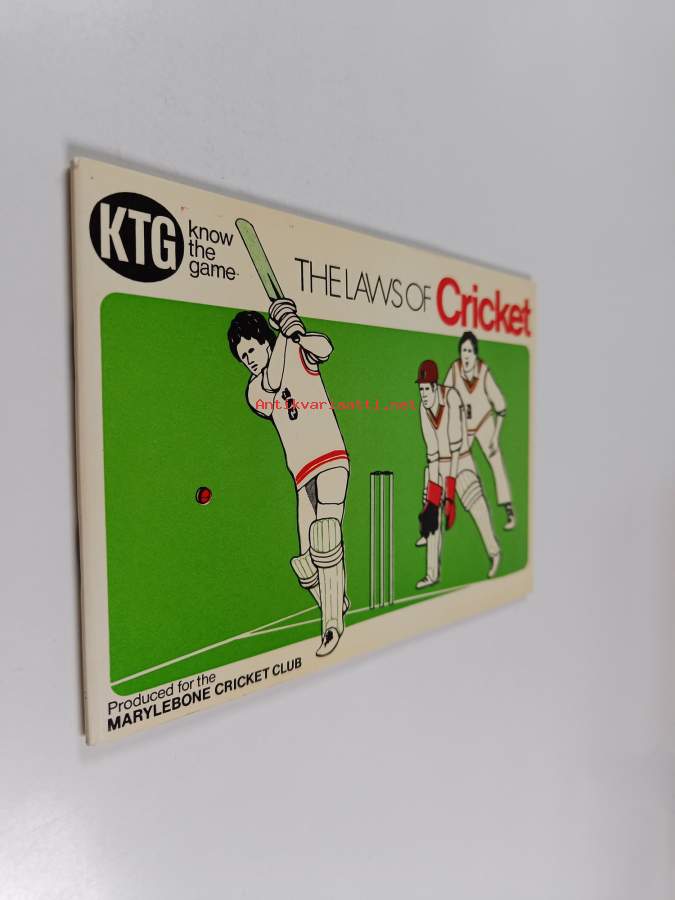 KTG
know
the
game
THE LAWS OF Cricket
Antikvariaatti.net
Produced for the
MARYLEBONE CRICKET CLUB